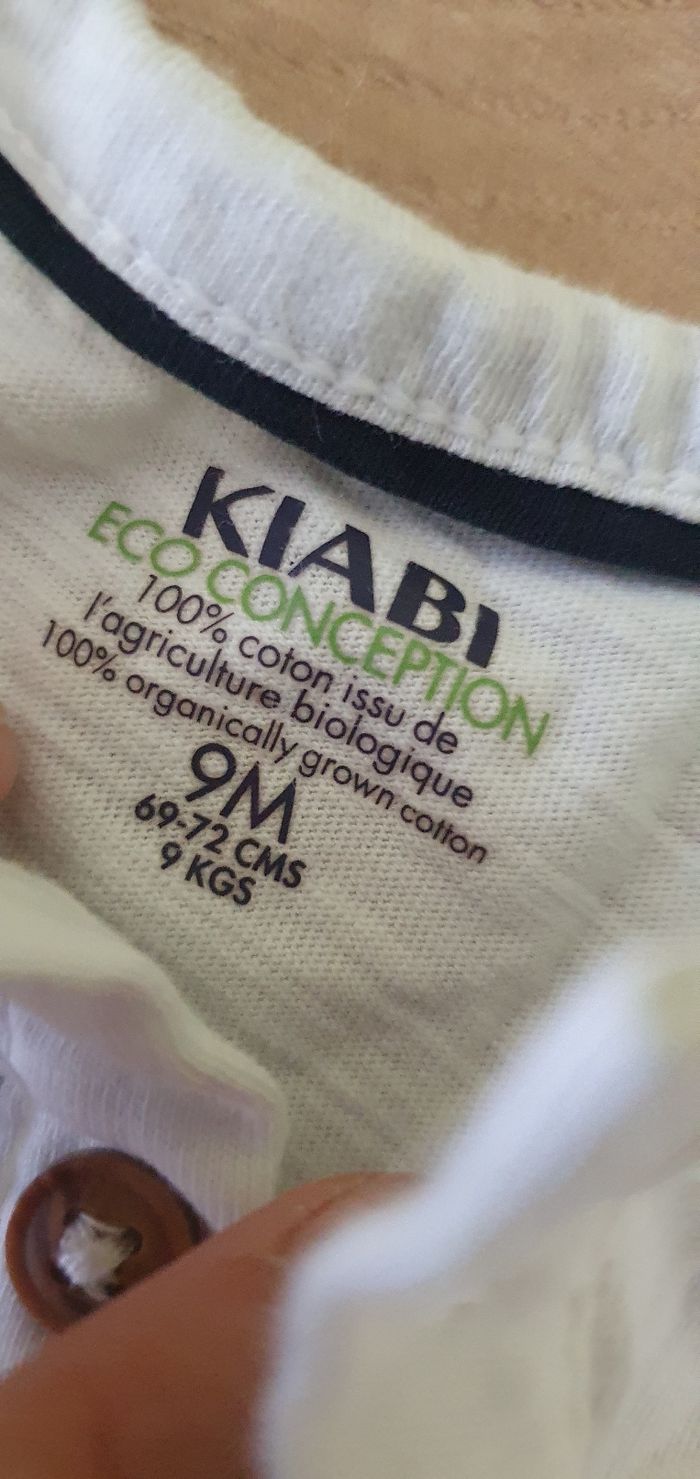 KIABI
ECO CONCEPTION
100% coton issu de
l'agriculture biologique
100% organically grown cotton
9M
69-72 CMS
9 KGS